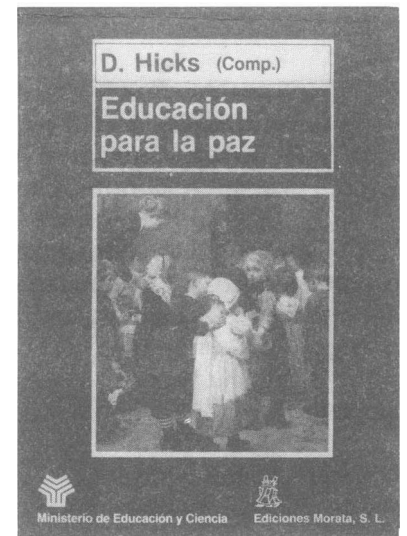 D. Hicks (Comp.)
Educación
para la paz
Ministerio de Educación y Ciencia
Ediciones Morata, S. L.